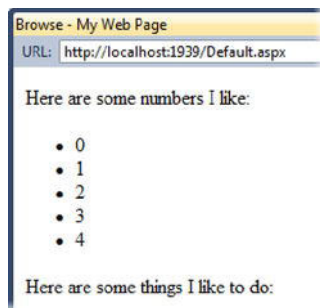 Browse - My Web Page
URL: http://localhost:1939/Default.aspx
Here are some numbers I like:
• 0
• 1
• 2
• 3
• 4
Here are some things I like to do: